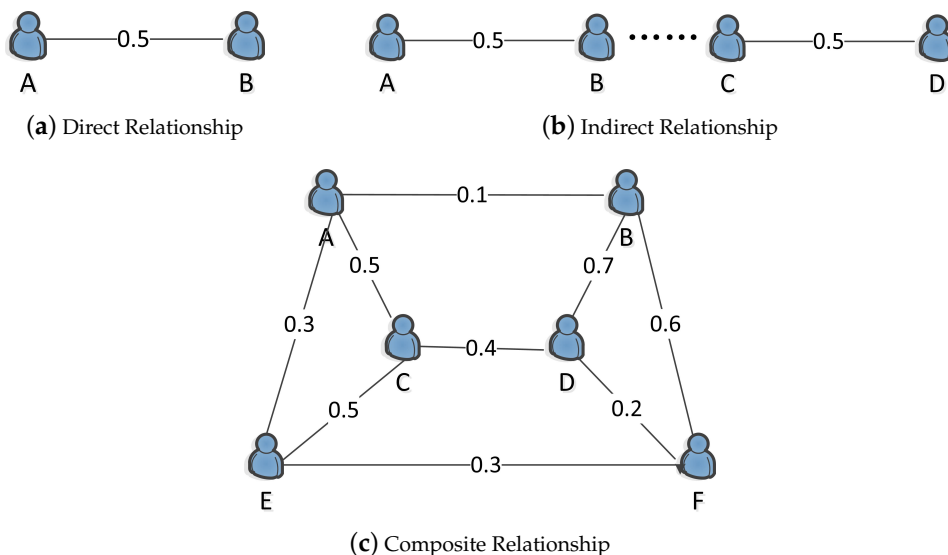 0.5
A B
(a) Direct Relationship
0.5 ...... 0.5
A B C D
(b) Indirect Relationship
0.1
A B
0.5 0.7
0.3 0.6
0.4
C D
0.5 0.2
0.3
E F
(c) Composite Relationship